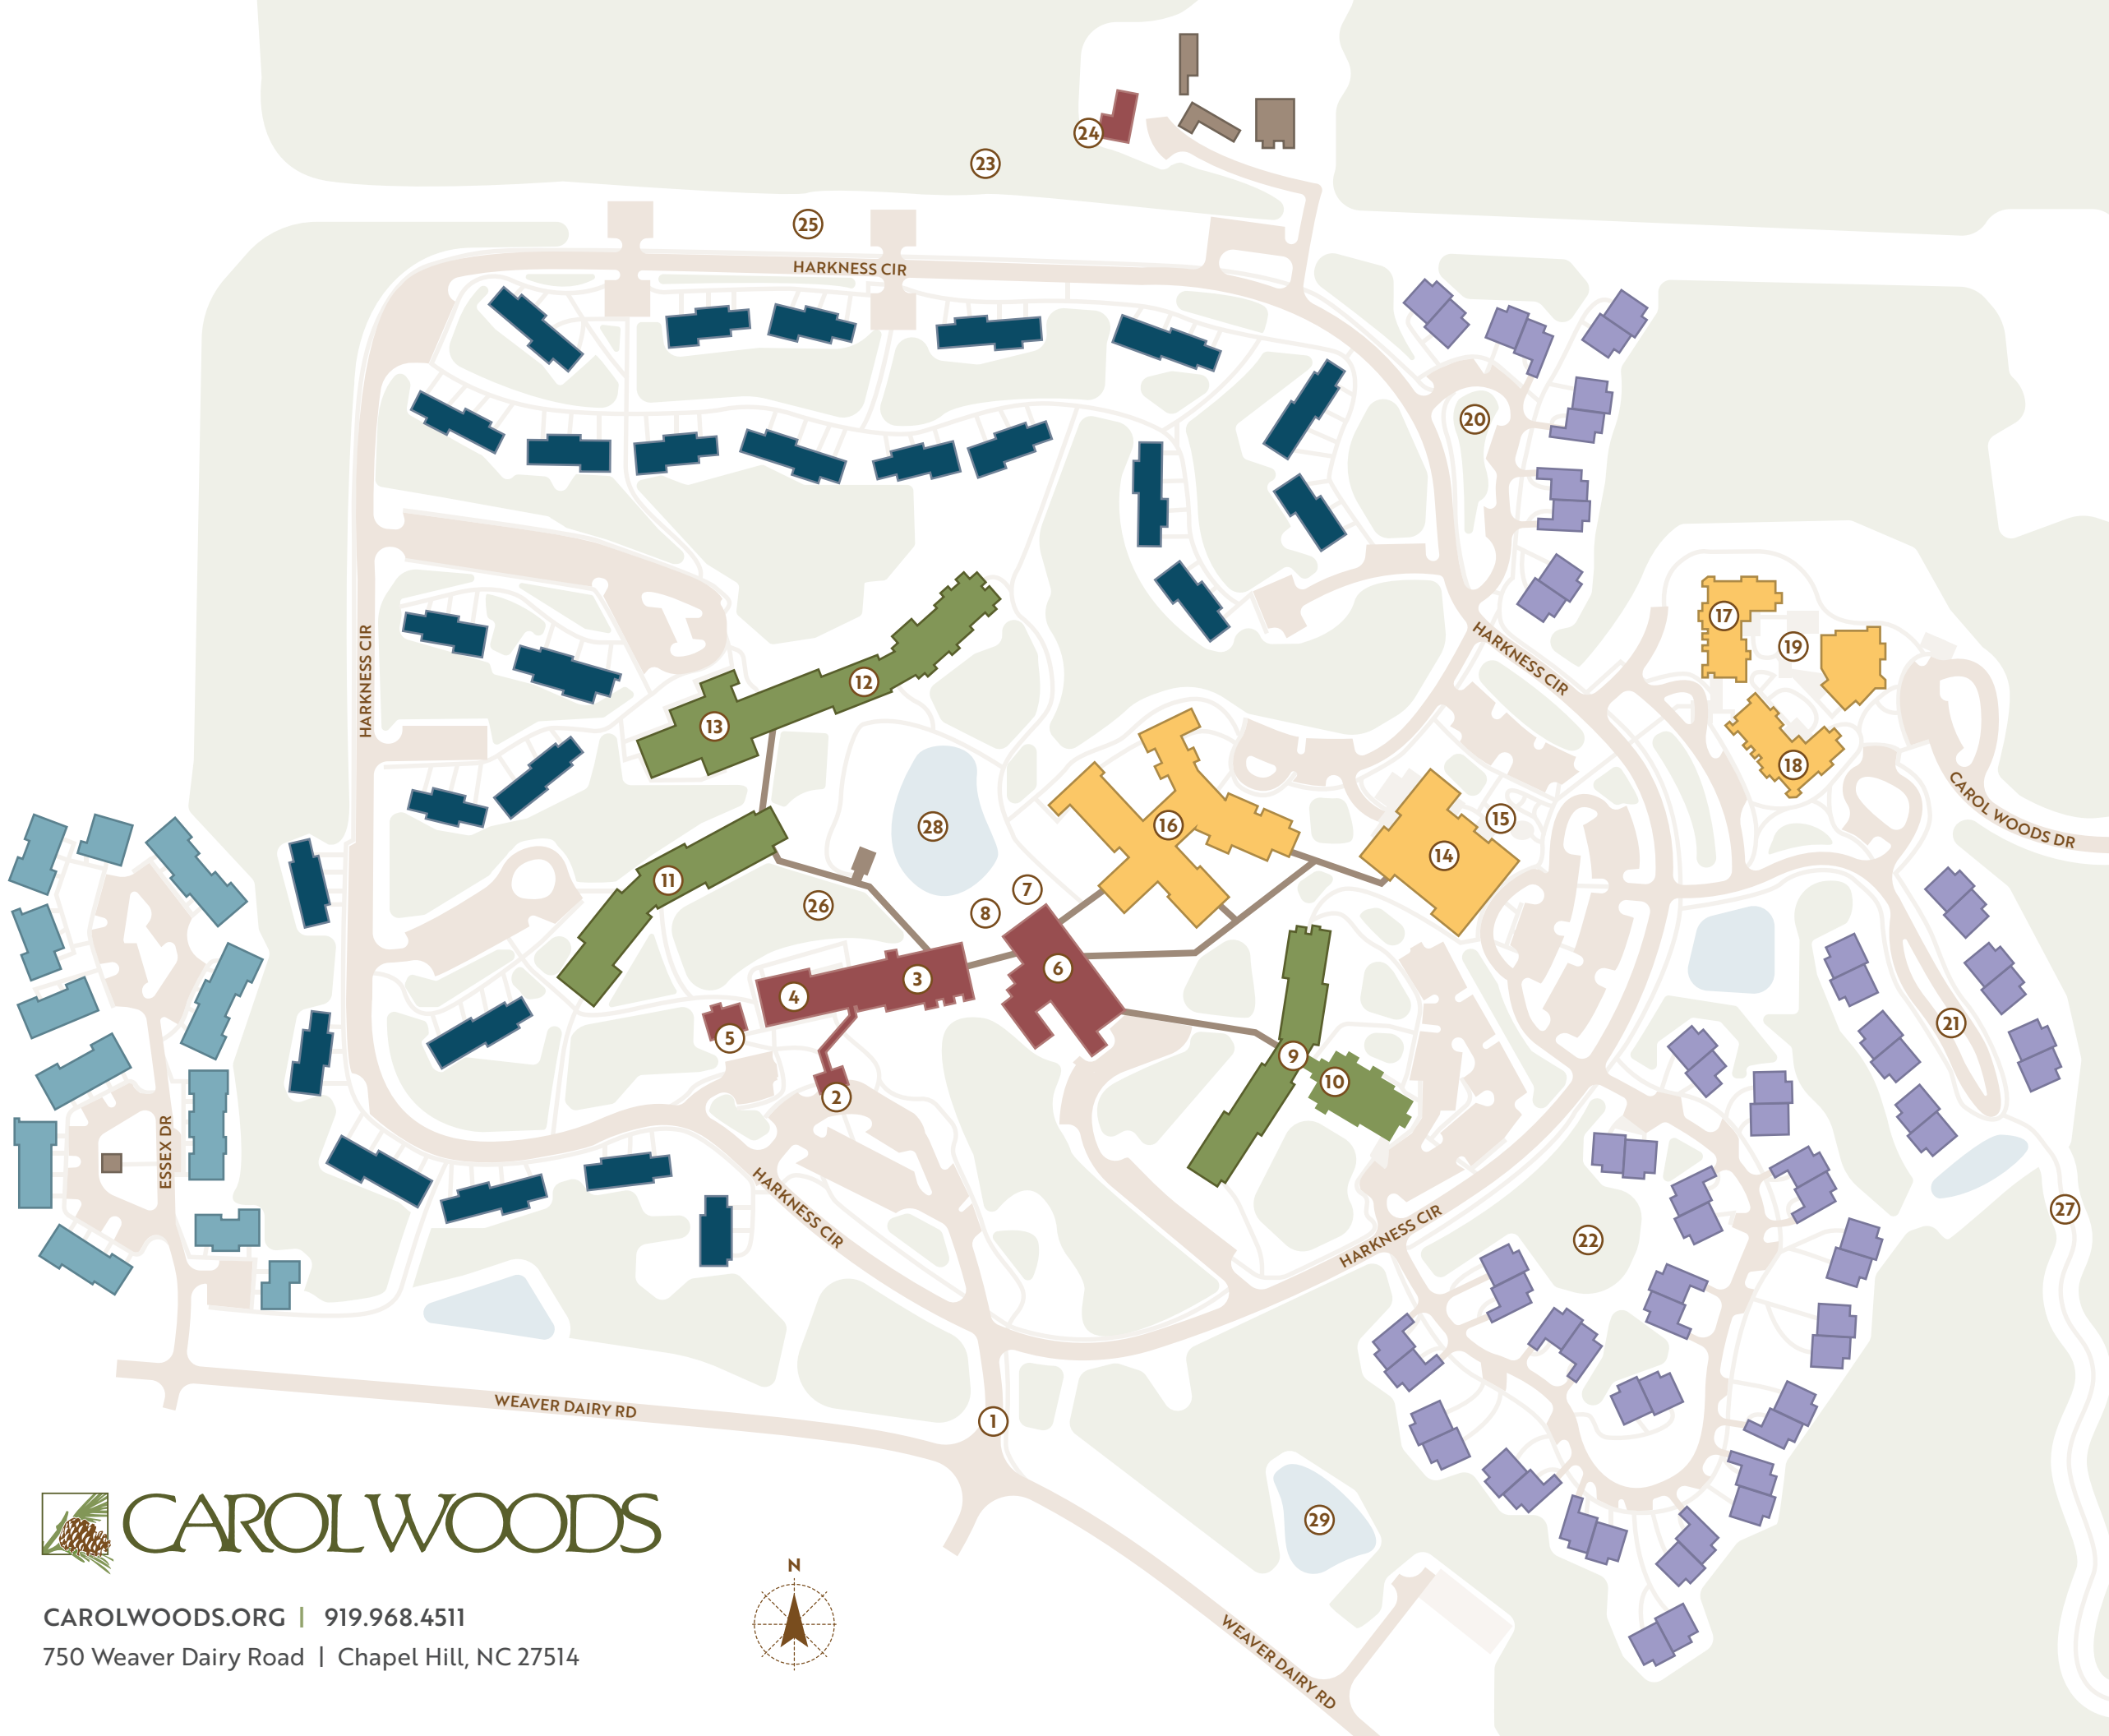 24
23
25
HARKNESS CIR
20
HARKNESS CIR
17
19
12
13
HARKNESS CIR
18
CAROL WOODS DR
28
16
15
14
11
7
26
8
6
3
4
21
5
9
10
2
ESSEX DR
HARKNESS CIR
HARKNESS CIR
27
22
WEAVER DAIRY RD
1
29
CAROL WOODS
N
CAROLWOODS.ORG | 919.968.4511
750 Weaver Dairy Road | Chapel Hill, NC 27514
WEAVER DAIRY RD